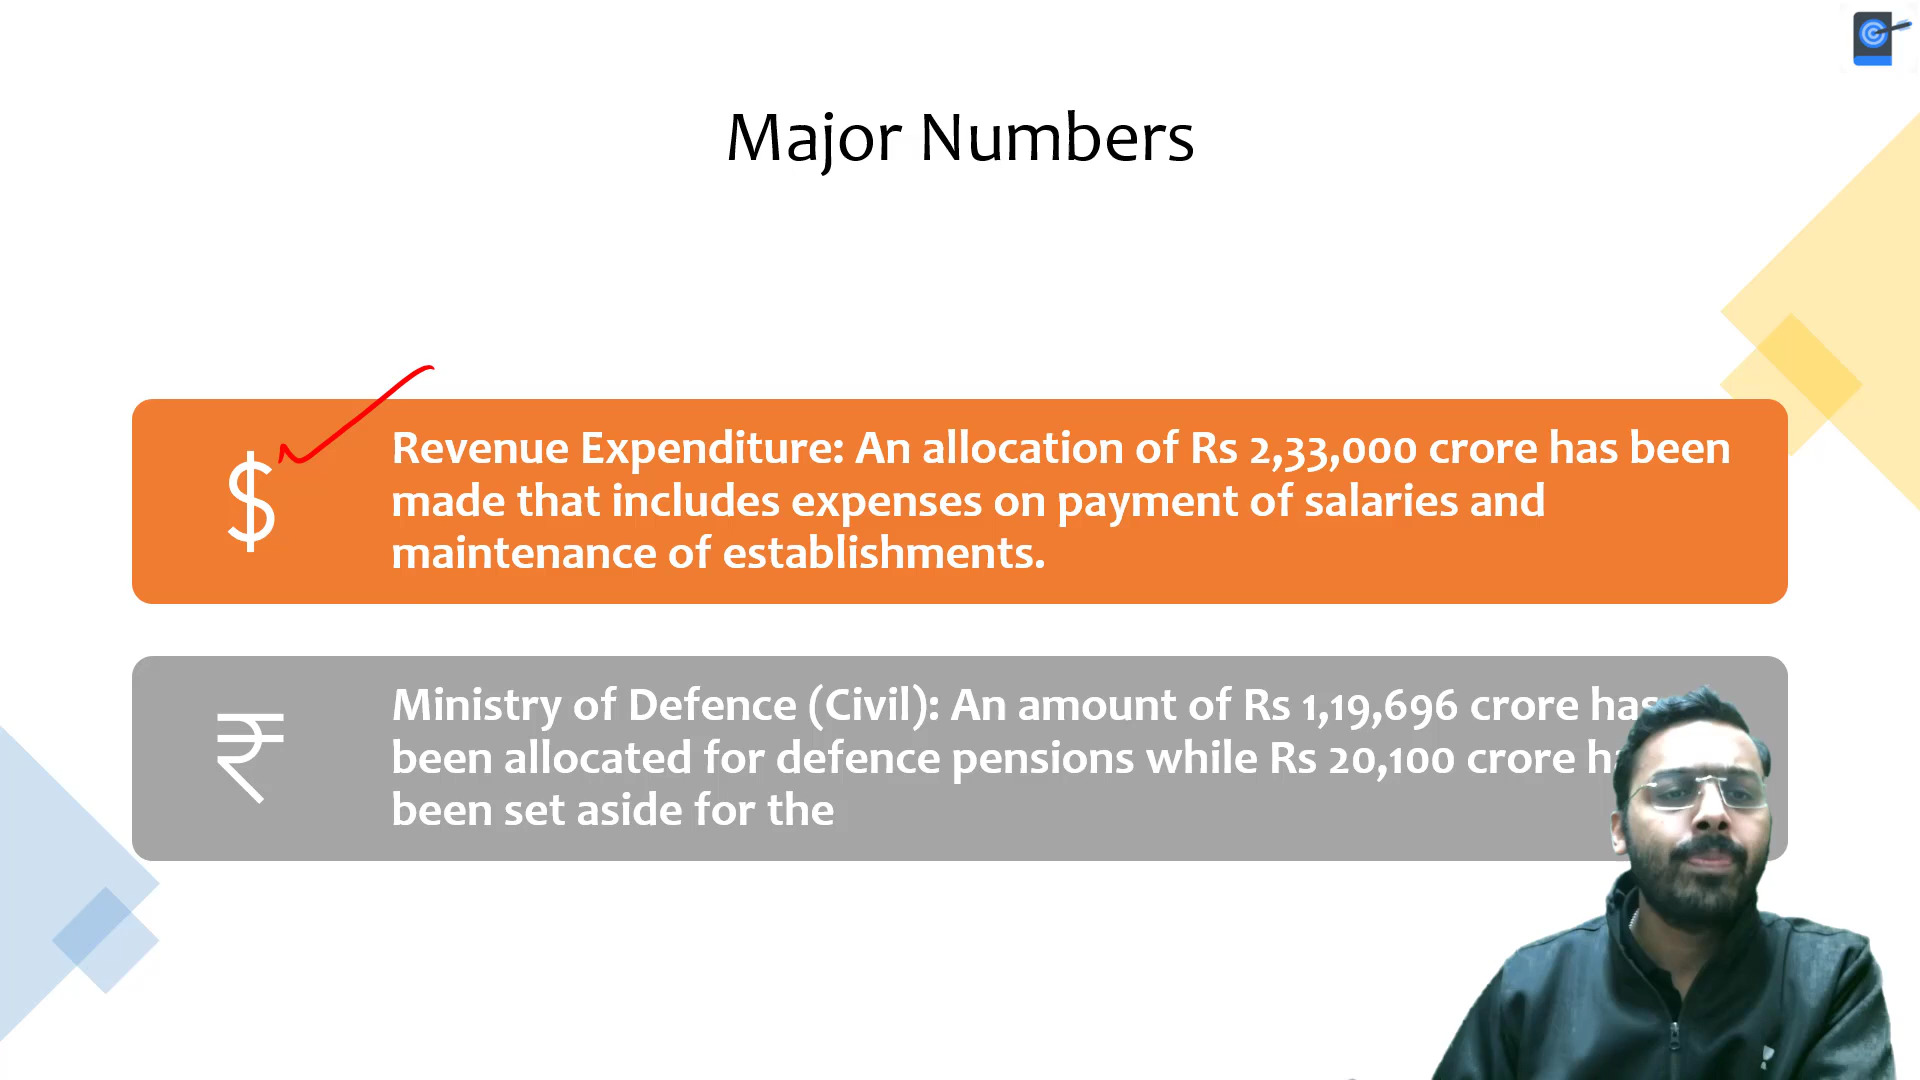 Major Numbers
Revenue Expenditure: An allocation of Rs 2,33,000 crore has been
made that includes expenses on payment of salaries and
maintenance of establishments.
Ministry of Defence (Civil): An amount of Rs 1,19,696 crore has
been allocated for defence pensions while Rs 20,100 crore
been set aside for the